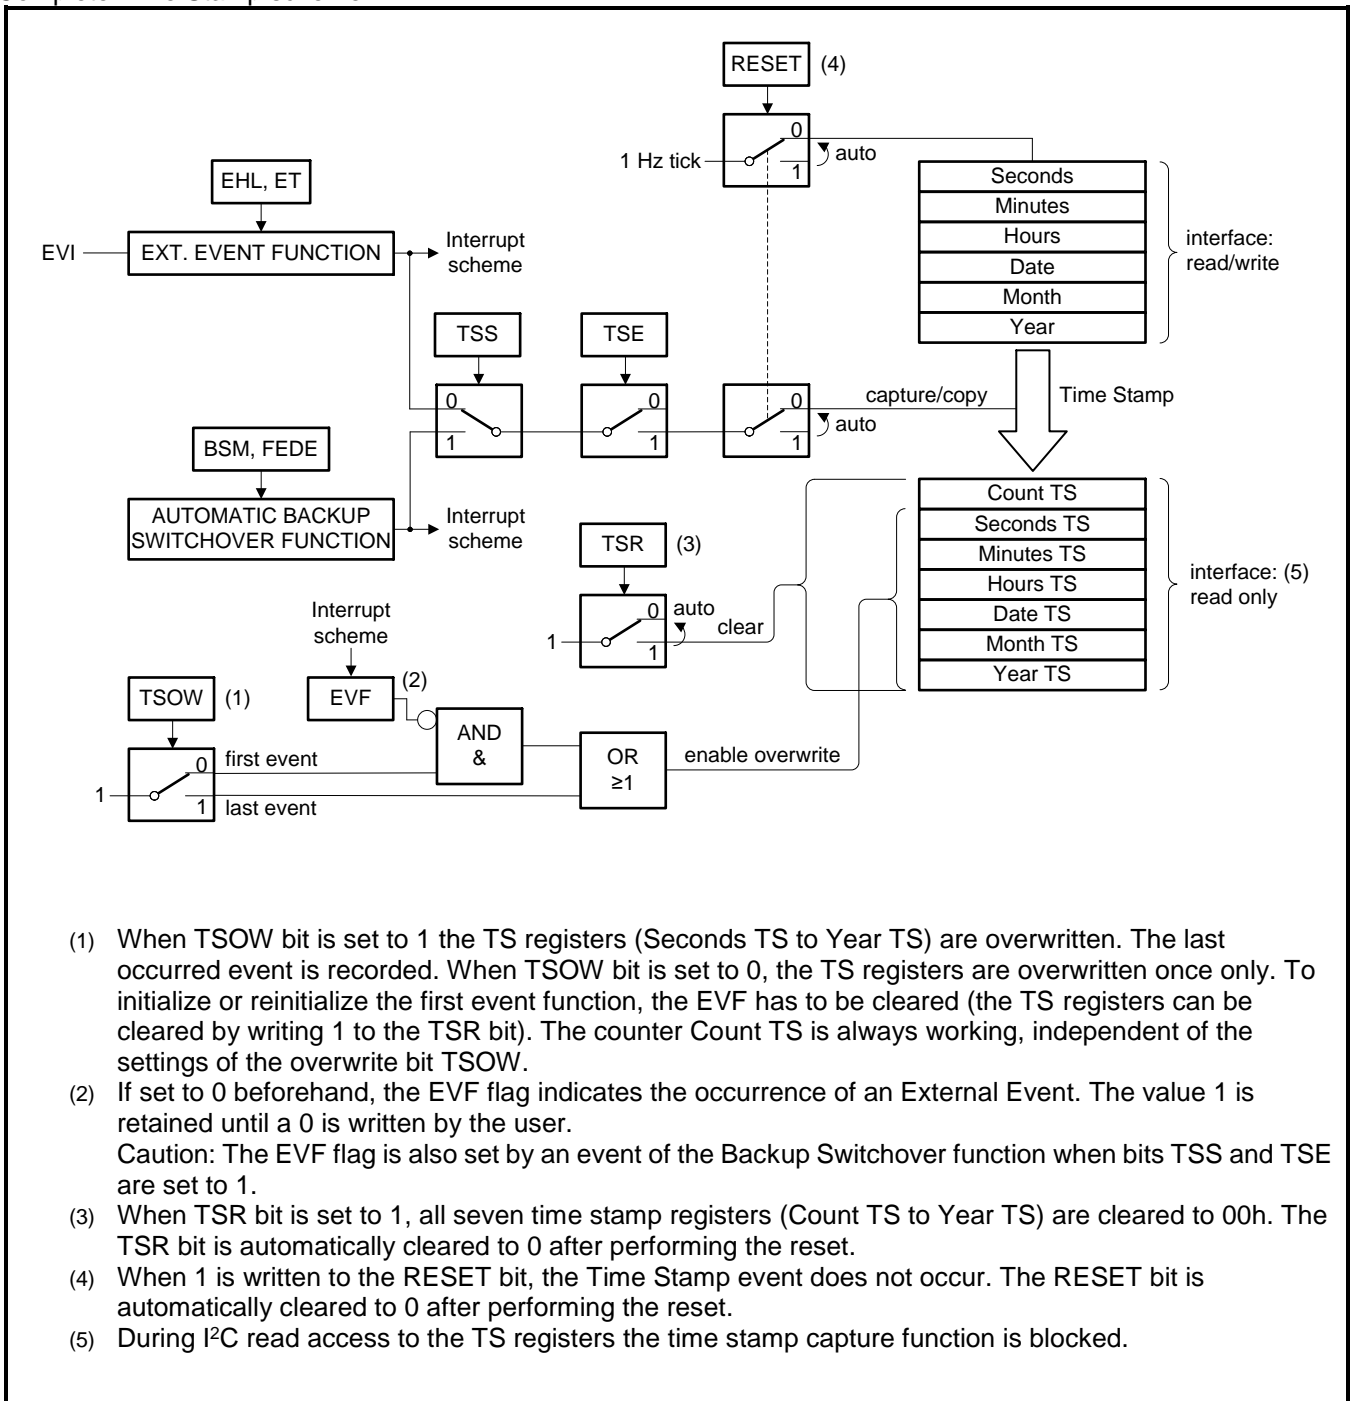 RESET (4)
0
1 Hz tick
auto
1
Seconds
Minutes
Hours
Date
Month
Year
interface:
read/write
EHL, ET
EVI
EXT. EVENT FUNCTION
Interrupt
scheme
TSS
TSE
0
1
0
1
0
1
auto
capture/copy
Time Stamp
BSM, FEDE
AUTOMATIC BACKUP
SWITCHOVER FUNCTION
Interrupt
scheme
Count TS
Seconds TS
Minutes TS
Hours TS
Date TS
Month TS
Year TS
interface: (5)
read only
TSR (3)
1
0
1
auto
clear
Interrupt
scheme
EVF
(2)
TSOW (1)
1
0
1
first event
last event
AND
&
OR
≥1
enable overwrite
(1) When TSOW bit is set to 1 the TS registers (Seconds TS to Year TS) are overwritten. The last
occurred event is recorded. When TSOW bit is set to 0, the TS registers are overwritten once only. To
initialize or reinitialize the first event function, the EVF has to be cleared (the TS registers can be
cleared by writing 1 to the TSR bit). The counter Count TS is always working, independent of the
settings of the overwrite bit TSOW.
(2) If set to 0 beforehand, the EVF flag indicates the occurrence of an External Event. The value 1 is
retained until a 0 is written by the user.
Caution: The EVF flag is also set by an event of the Backup Switchover function when bits TSS and TSE
are set to 1.
(3) When TSR bit is set to 1, all seven time stamp registers (Count TS to Year TS) are cleared to 00h. The
TSR bit is automatically cleared to 0 after performing the reset.
(4) When 1 is written to the RESET bit, the Time Stamp event does not occur. The RESET bit is
automatically cleared to 0 after performing the reset.
(5) During I²C read access to the TS registers the time stamp capture function is blocked.